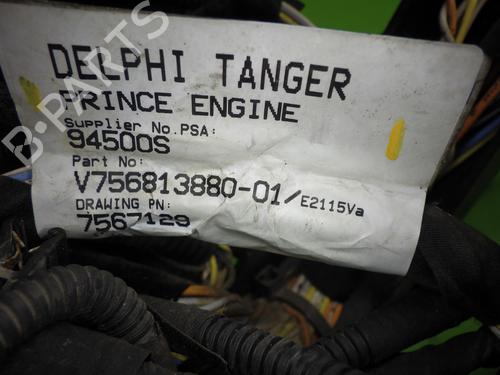 DELPHI TANGER
PRINCE ENGINE
Supplier No.PSA:
94500S
Part No:
V756813880-01/E2115Va
DRAWING PN:
7567129
B-PARTS